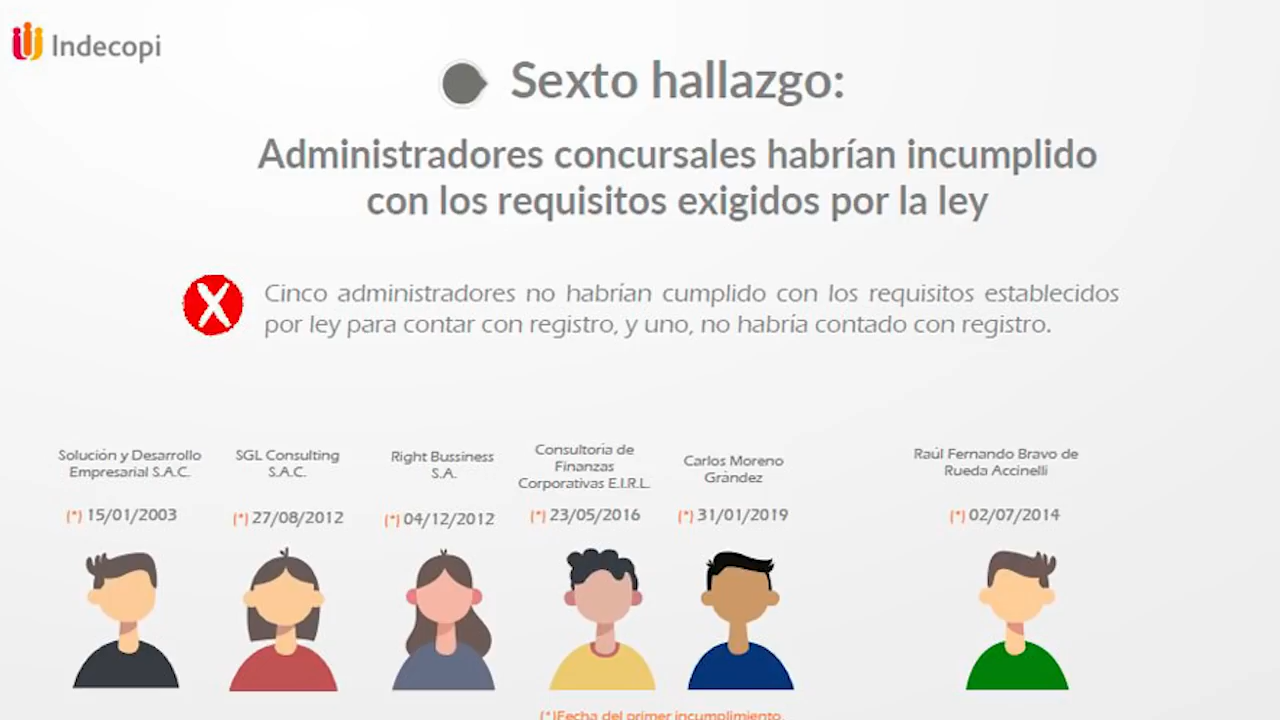 Indecopi
Sexto hallazgo:
Administradores concursales habrían incumplido
con los requisitos exigidos por la ley
X
Cinco administradores no habrían cumplido con los requisitos establecidos
por ley para contar con registro, y uno, no habría contado con registro.
Solución y Desarrollo
Empresarial S.A.C.
(*) 15/01/2003
SGL Consulting
S.A.C.
(*) 27/08/2012
Right Bussiness
S.A.
(*) 04/12/2012
Consultoría de
Finanzas
Corporativas E.I.R.L.
(*) 23/05/2016
Carlos Moreno
Grández
(*) 31/01/2019
Raúl Fernando Bravo de
Rueda Accinelli
(*) 02/07/2014
(*)Fecha del primer incumplimiento.